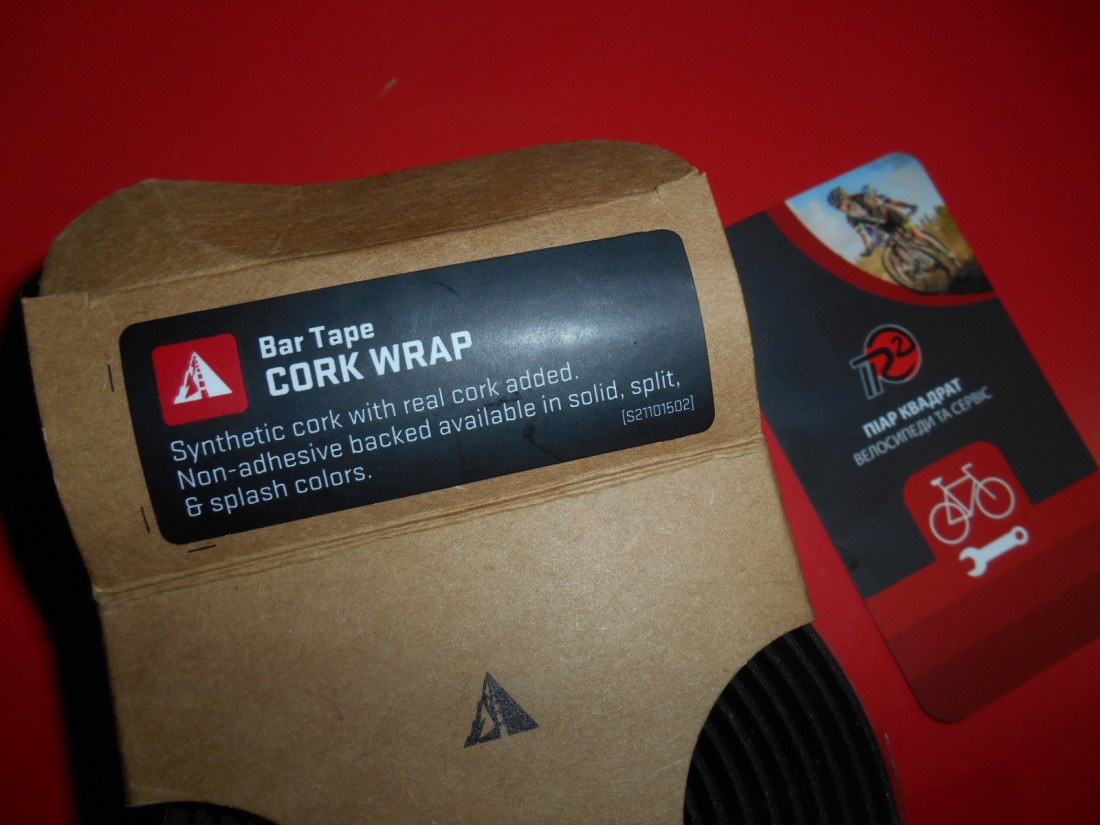 Bar Tape
CORK WRAP
Synthetic cork with real cork added.
Non-adhesive backed available in solid, split,
& splash colors.
[S21101502]
R2
ПІАР КВАДРАТ
ВЕЛОСИПЕДИ ТА СЕРВІС